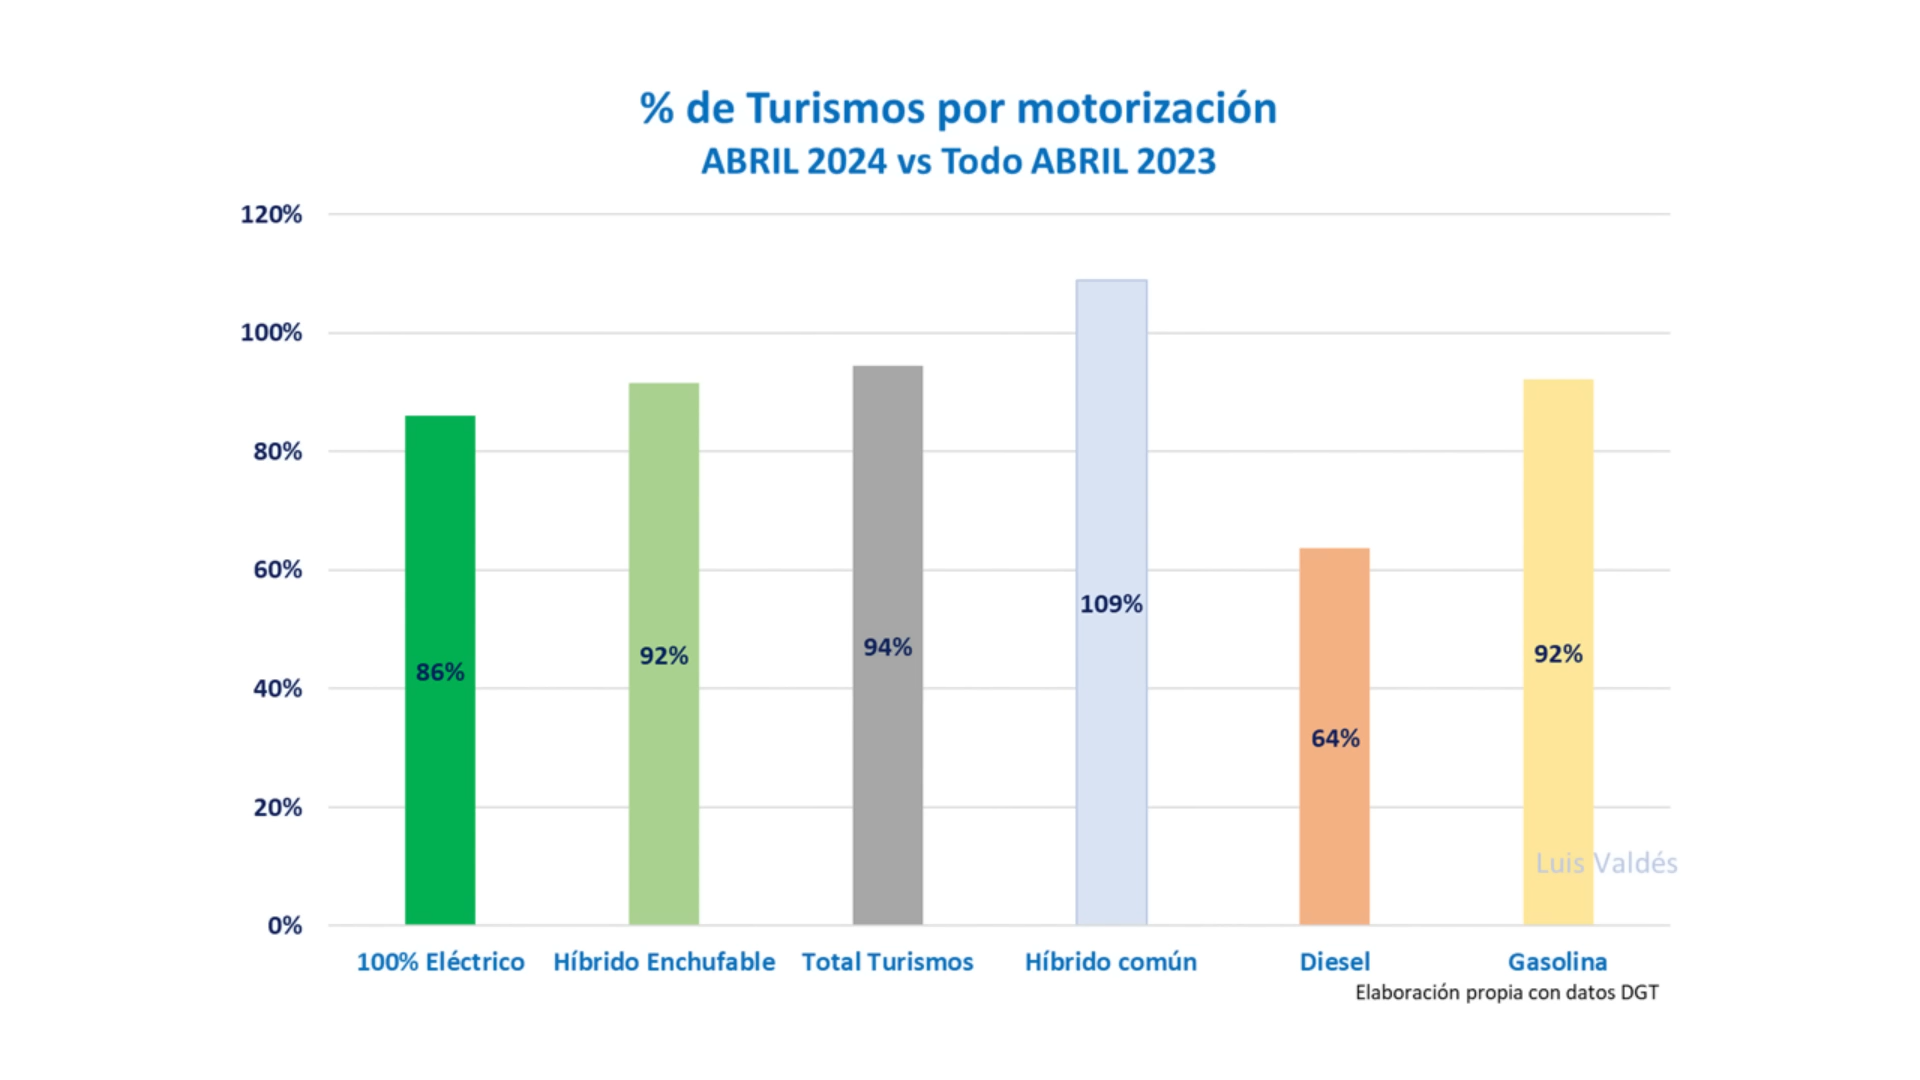 % de Turismos por motorización
ABRIL 2024 vs Todo ABRIL 2023
120%
100%
80%
60%
40%
20%
0%
86%
92%
94%
109%
64%
92%
Luis Valdés
100% Eléctrico
Híbrido Enchufable
Total Turismos
Híbrido común
Diesel
Gasolina
Elaboración propia con datos DGT